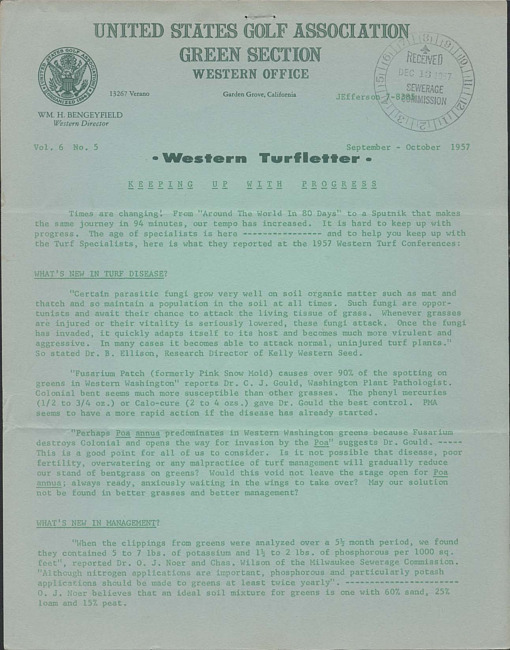 UNITED STATES GOLF ASSOCIATION
GREEN SECTION
WESTERN OFFICE
13267 Verano
Garden Grove, California
JEfferson
RECEIVED
SEWERAGE
COMMISSION
WM. H. BENGEYFIELD
Western Director
Vol. 6 No. 5
September - October 1957
• Western Turfletter •
KEEPING UP WITH PROGRESS
Times are changing! From "Around The World In 80 Days" to a Sputnik that makes
the same journey in 94 minutes, our tempo has increased. It is hard to keep up with
progress. The age of specialists is here ---------------- and to help you keep up with
the Turf Specialists, here is what they reported at the 1957 Western Turf Conferences:
WHAT'S NEW IN TURF DISEASE?
"Certain parasitic fungi grow very well on soil organic matter such as mat and
thatch and so maintain a population in the soil at all times. Such fungi are oppor-
tunists and await their chance to attack the living tissue of grass. Whenever grasses
are injured or their vitality is seriously lowered, these fungi attack. Once the fungi
has invaded, it quickly adapts itself to its host and becomes much more virulent and
aggressive. In many cases it becomes able to attack normal, uninjured turf plants."
So stated Dr. B. Ellison, Research Director of Kelly Western Seed.
"Fusarium Patch (formerly Pink Snow Mold) causes over 90% of the spotting on
greens in Western Washington" reports Dr. C. J. Gould, Washington Plant Pathologist.
Colonial bent seems much more susceptible than other grasses. The phenyl mercuries
(1/2 to 3/4 oz.) or Calo-cure (2 to 4 ozs.) gave Dr. Gould the best control. PMA
seems to have a more rapid action if the disease has already started.
"Perhaps Poa annua predominates in Western Washington greens because Fusarium
destroys Colonial and opens the way for invasion by the Poa" suggests Dr. Gould. -----
This is a good point for all of us to consider. Is it not possible that disease, poor
fertility, overwatering or any malpractice of turf management will gradually reduce
our stand of bentgrass on greens? Would this void not leave the stage open for Poa
annua; always ready, anxiously waiting in the wings to take over? May our solution
not be found in better grasses and better management?
WHAT'S NEW IN MANAGEMENT?
"When the clippings from greens were analyzed over a 5½ month period, we found
they contained 5 to 7 lbs. of potassium and 1½ to 2 lbs. of phosphorous per 1000 sq.
feet", reported Dr. O. J. Noer and Chas. Wilson of the Milwaukee Sewerage Commission.
"Although nitrogen applications are important, phosphorous and particularly potash
applications should be made to greens at least twice yearly". -----------------------
O. J. Noer believes that an ideal soil mixture for greens is one with 60% sand, 25%
loam and 15% peat.